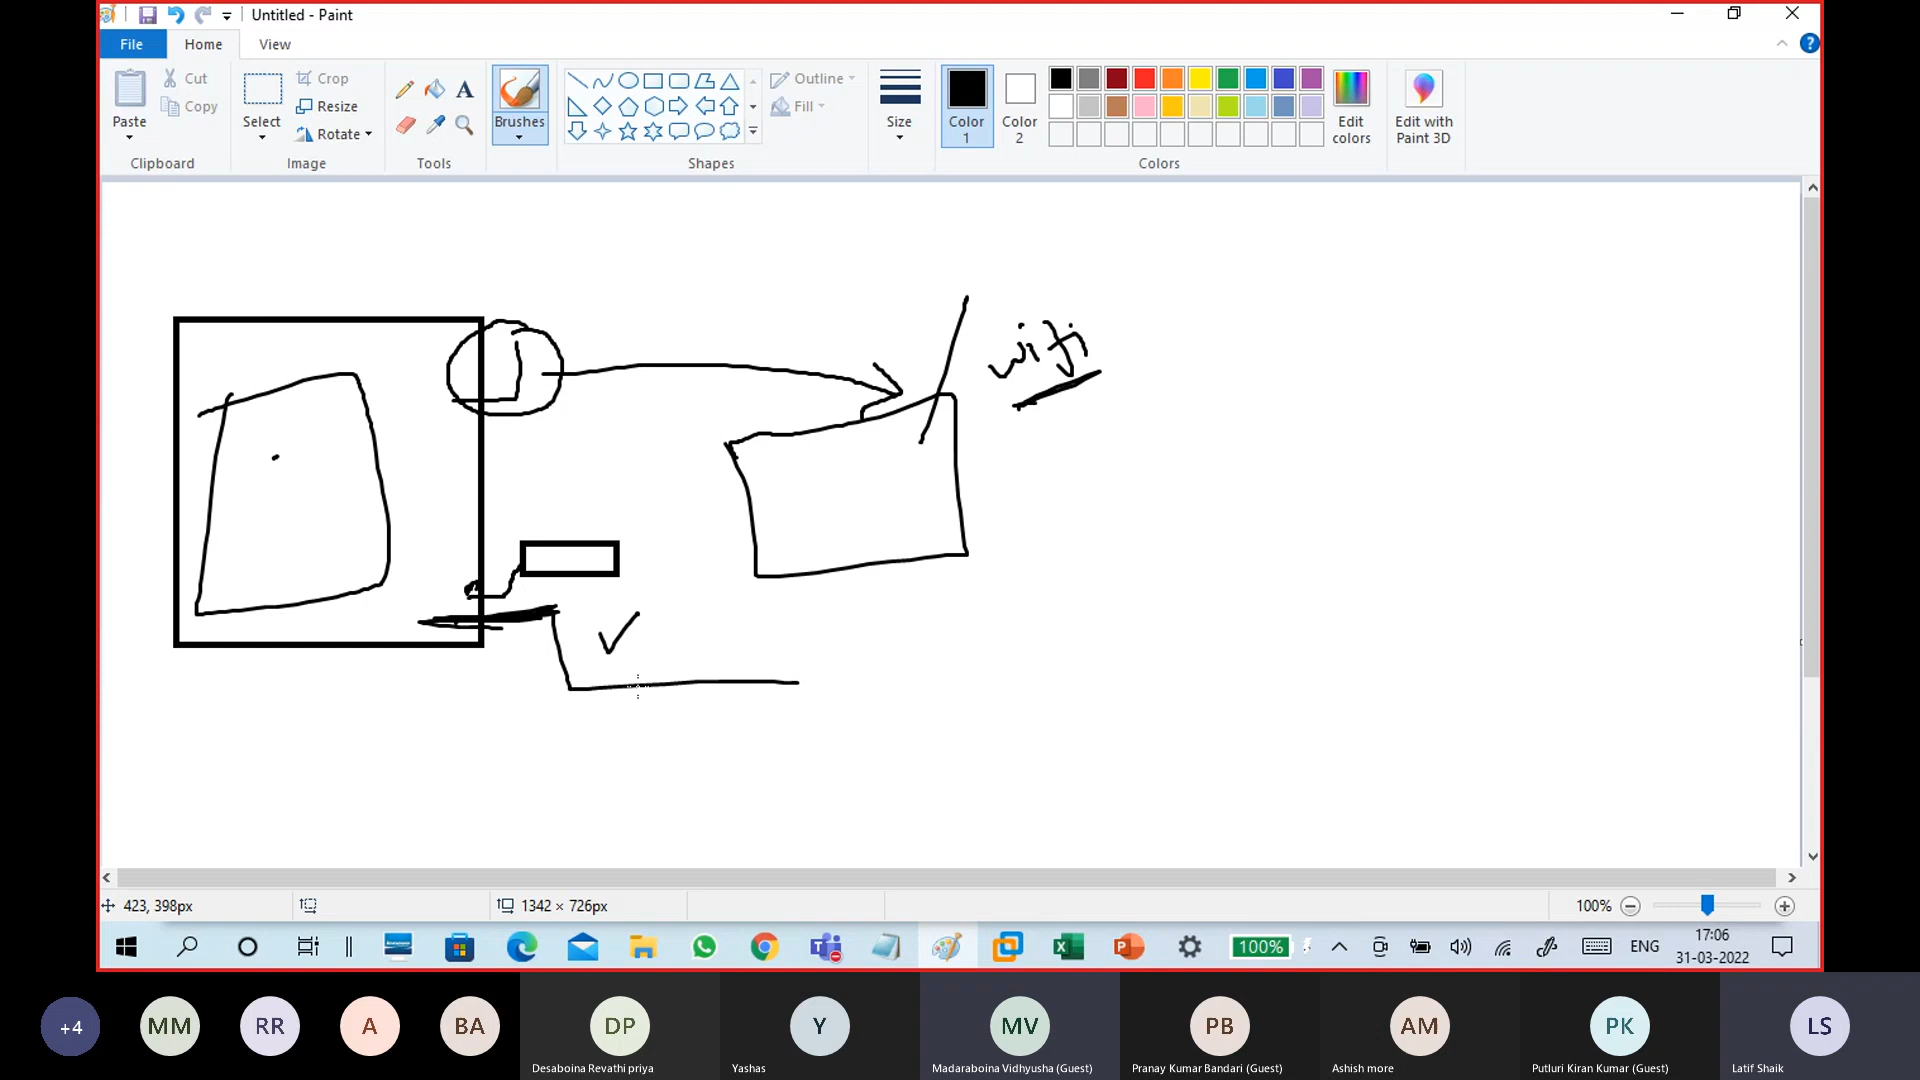 Untitled - Paint
File
Home
View
Paste
Cut
Copy
Clipboard
Select
Crop
Resize
Rotate
Image
A
Tools
Brushes
Outline
Fill
Shapes
Size
Color
1
Color
2
Edit
colors
Colors
Edit with
Paint 3D
wifi
423, 398px
1342 × 726px
100%
100%
ENG
17:06
31-03-2022
+4
MM
RR
A
BA
DP
Desaboina Revathi priya
Y
Yashas
MV
Madaraboina Vidhyusha (Guest)
PB
Pranay Kumar Bandari (Guest)
AM
Ashish more
PK
Putluri Kiran Kumar (Guest)
LS
Latif Shaik